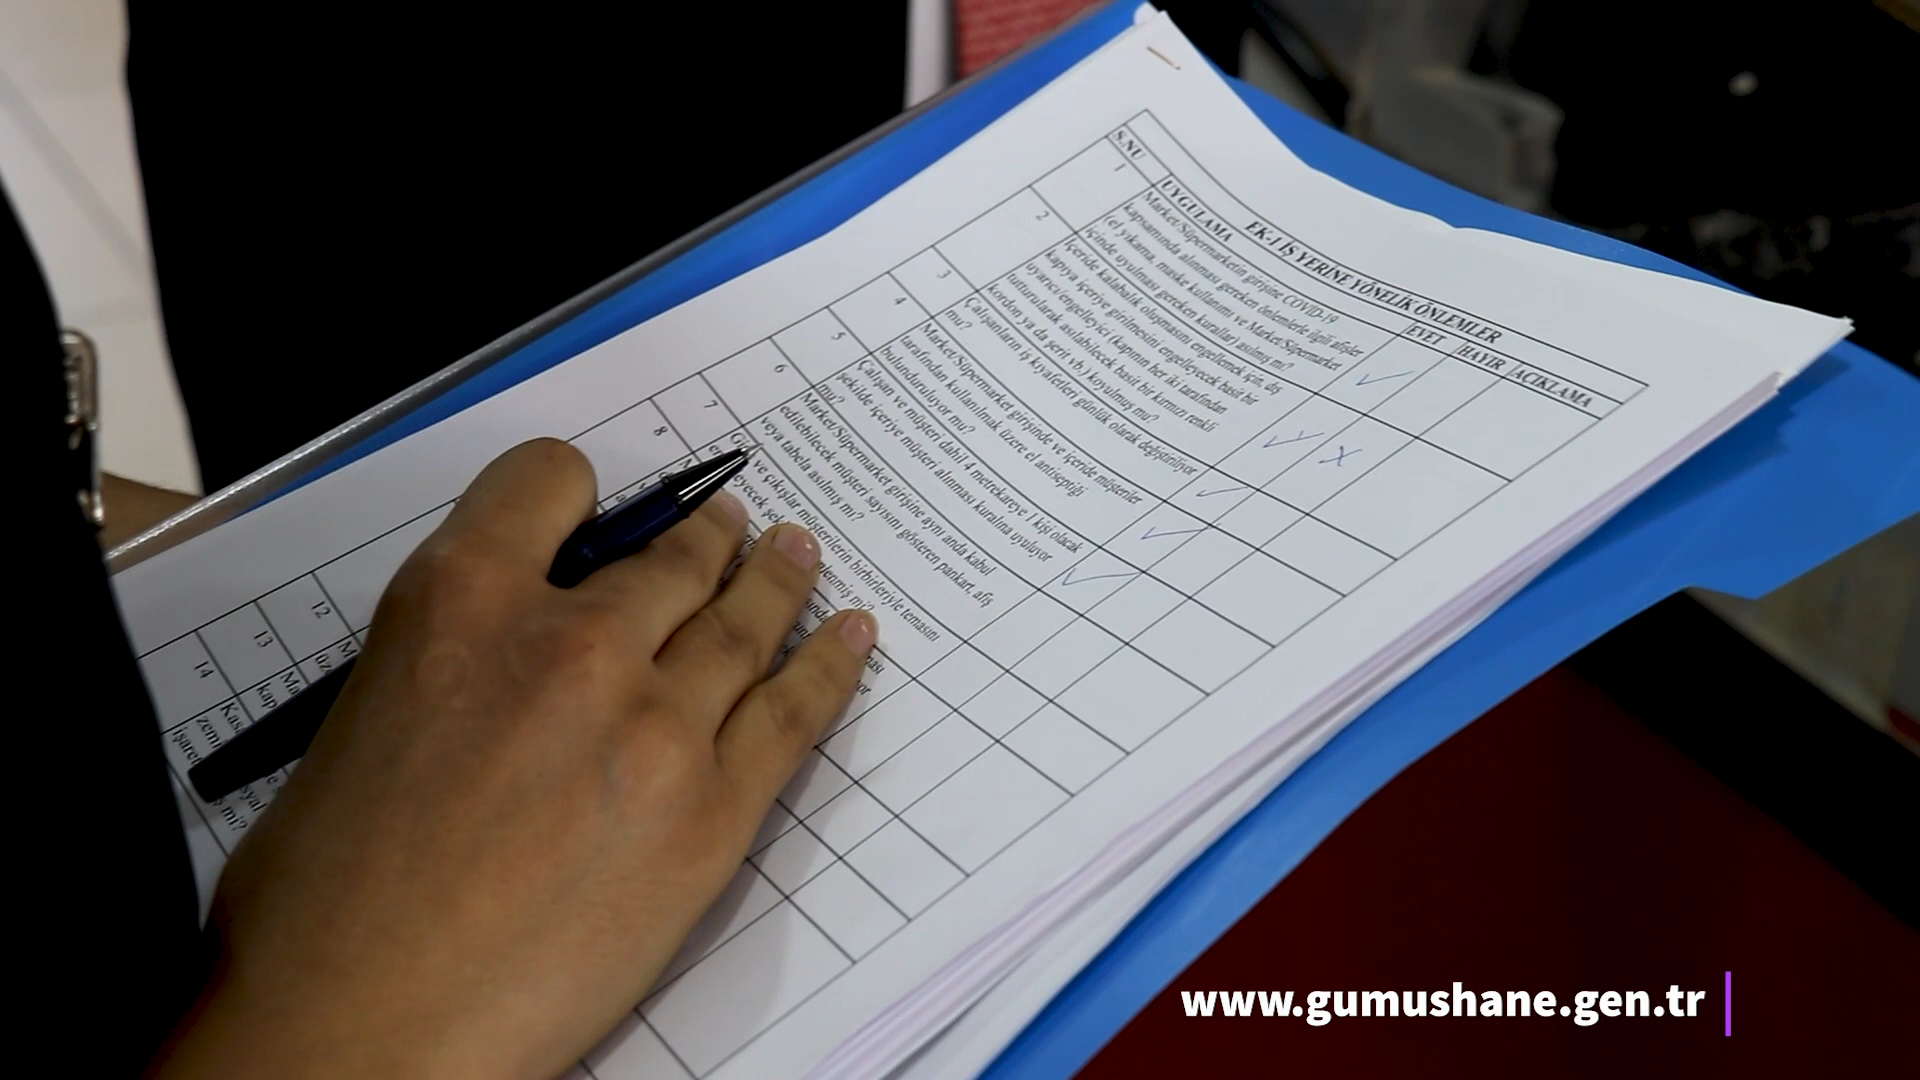 EK-1 İŞ YERİNE YÖNELİK ÖNLEMLER
S.NU UYGULAMA EVET HAYIR AÇIKLAMA
1 Market/Süpermarketin girişine COVID-19
kapsamında alınması gereken önlemlerle ilgili afişler
(el yıkama, maske kullanımı ve Market/Süpermarket
içinde uyulması gereken kurallar) asılmış mı?
2 İçeride kalabalık oluşmasını engellemek için, dış
kapıya içeriye girilmesini engelleyecek basit bir
uyarıcı/engelleyici (kapının her iki tarafından
tutturularak asılabilecek basit bir kırmızı renkli
kordon ya da şerit vb.) koyulmuş mu?
3 Çalışanların iş kıyafetleri günlük olarak değiştiriliyor
mu?
4 Market/Süpermarket girişinde ve içeride müşteriler
tarafından kullanılmak üzere el antiseptiği
bulunduruluyor mu?
5 Çalışan ve müşteri dahil 4 metrekareye 1 kişi olacak
şekilde içeriye müşteri alınması kuralına uyuluyor
mu?
6 Market/Süpermarket girişine aynı anda kabul
edilebilecek müşteri sayısını gösteren pankart, afiş
veya tabela asılmış mı?
7 ve çıkışlar müşterilerin birbirleriyle temasını
8
12
13
14
www.gumushane.gen.tr